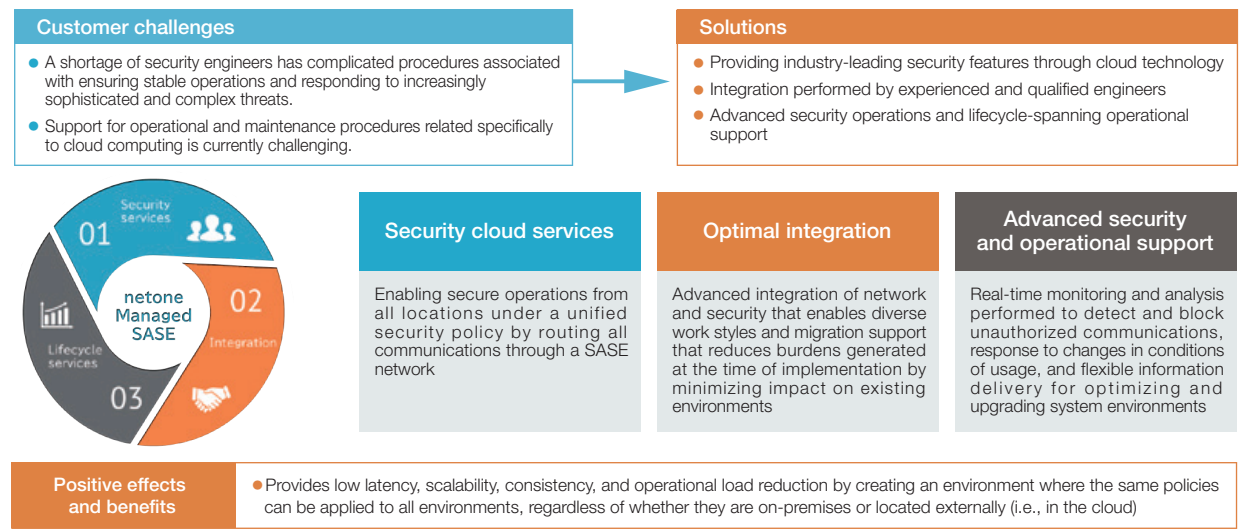 Customer challenges
● A shortage of security engineers has complicated procedures associated
with ensuring stable operations and responding to increasingly
sophisticated and complex threats.
● Support for operational and maintenance procedures related specifically
to cloud computing is currently challenging.
Solutions
● Providing industry-leading security features through cloud technology
● Integration performed by experienced and qualified engineers
● Advanced security operations and lifecycle-spanning operational
support
01
Security
services
netone
Managed
SASE
02
Integration
Lifecycle
services
03
Security cloud services
Enabling secure operations from
all locations under a unified
security policy by routing all
communications through a SASE
network
Optimal integration
Advanced integration of network
and security that enables diverse
work styles and migration support
that reduces burdens generated
at the time of implementation by
minimizing impact on existing
environments
Advanced security
and operational support
Real-time monitoring and analysis
performed to detect and block
unauthorized communications,
response to changes in conditions
of usage, and flexible information
delivery for optimizing and
upgrading system environments
Positive effects
and benefits
● Provides low latency, scalability, consistency, and operational load reduction by creating an environment where the same policies
can be applied to all environments, regardless of whether they are on-premises or located externally (i.e., in the cloud)